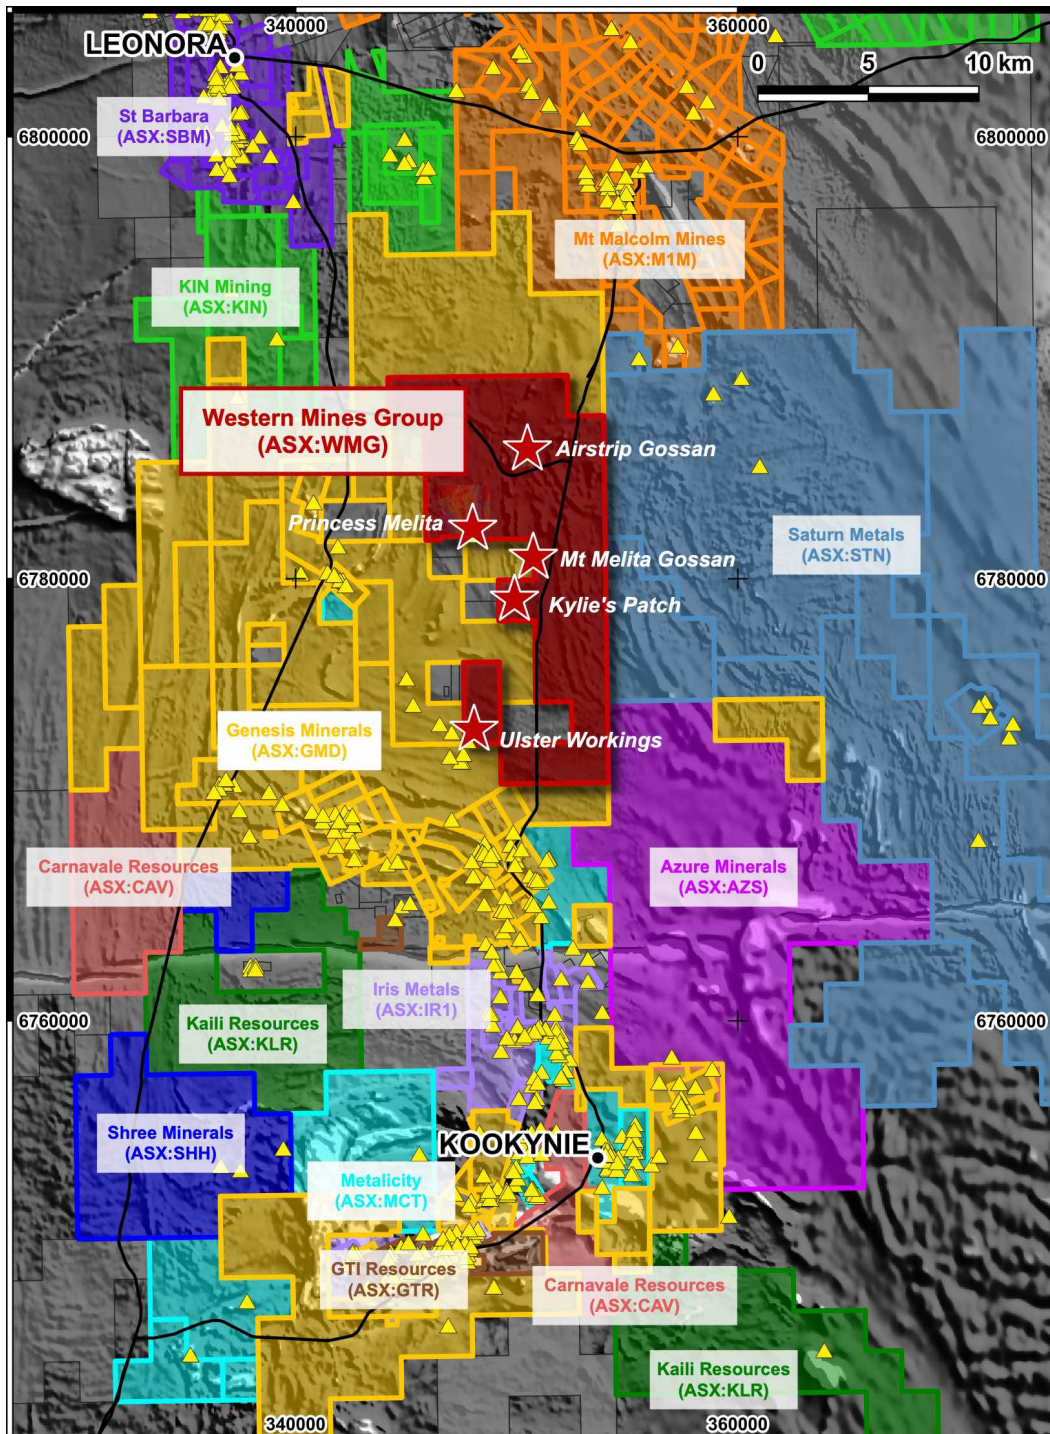 340000
360000
LEONORA
0
5
10 km
St Barbara
(ASX:SBM)
6800000
6800000
Mt Malcolm Mines
(ASX:M1M)
KIN Mining
(ASX:KIN)
Western Mines Group
(ASX:WMG)
Airstrip Gossan
Princess Melita
Saturn Metals
(ASX:STN)
Mt Melita Gossan
6780000
6780000
Kylie's Patch
Genesis Minerals
(ASX:GMD)
Ulster Workings
Carnavale Resources
(ASX:CAV)
Azure Minerals
(ASX:AZS)
Iris Metals
(ASX:IR1)
Kaili Resources
(ASX:KLR)
6760000
6760000
Shree Minerals
(ASX:SHH)
KOOKYNIE
Metalicity
(ASX:MCT)
GTI Resources
(ASX:GTR)
Carnavale Resources
(ASX:CAV)
Kaili Resources
(ASX:KLR)
340000
360000